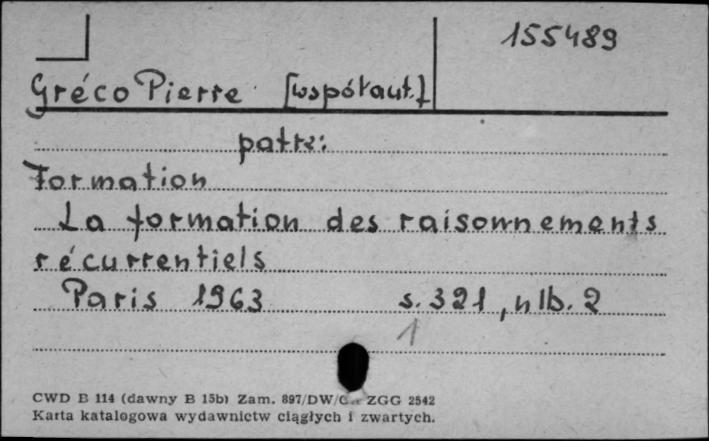 155489
Gréco Pierre [współaut.]
patrz:
Formation
La formation des raisonnements
récurrentiels
Paris 1963 s. 321, nlb. 2
1
CWD B 114 (dawny B 15b) Zam. 897/DW/ ZGG 2542
Karta katalogowa wydawnictw ciągłych i zwartych.